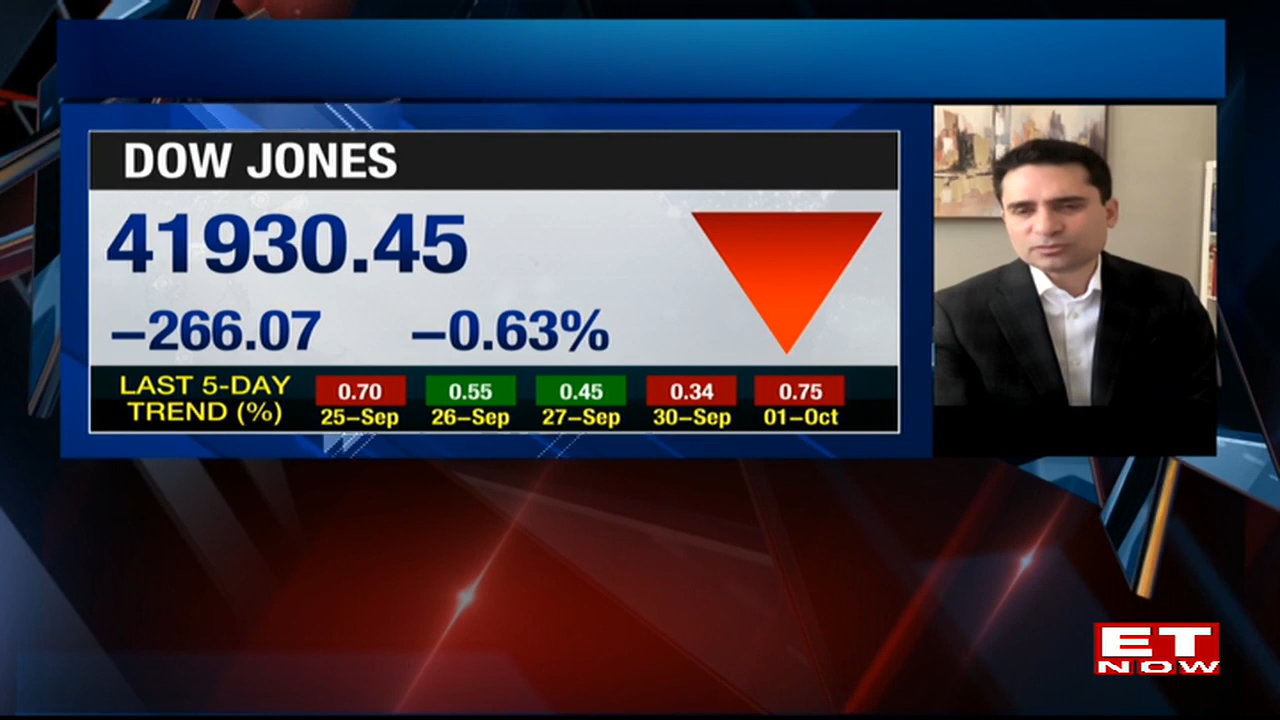 DOW JONES
41930.45
–266.07 –0.63%
LAST 5-DAY TREND (%)
0.70 0.55 0.45 0.34 0.75
25–Sep 26–Sep 27–Sep 30–Sep 01–Oct
ET
NOW